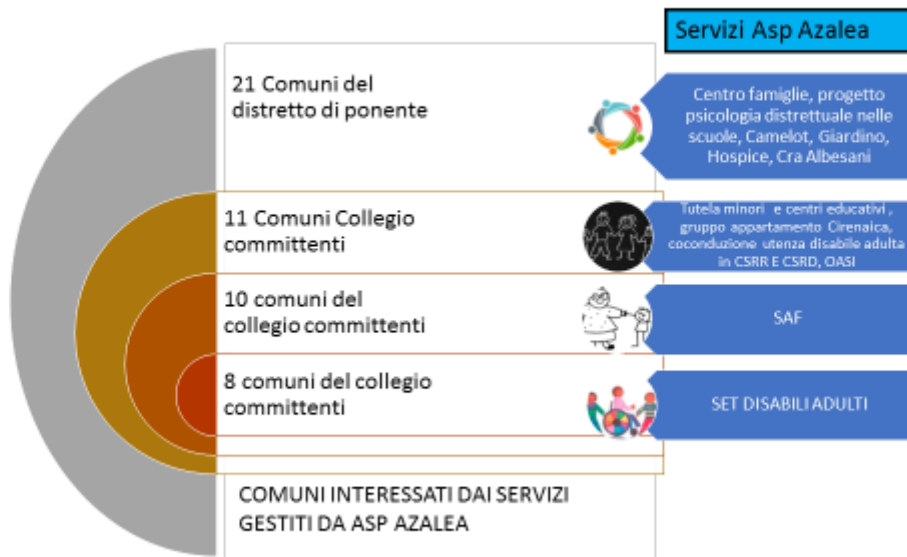 Servizi Asp Azalea
21 Comuni del
distretto di ponente
Centro famiglie, progetto
psicologia distrettuale nelle
scuole, Camelot, Giardino,
Hospice, Cra Albesani
11 Comuni Collegio
committenti
Tutela minori e centri educativi ,
gruppo appartamento Cirenaica,
coconduzione utenza disabile adulta
in CSRR E CSRD, OASI
10 comuni del
collegio committenti
SAF
8 comuni del collegio
committenti
SET DISABILI ADULTI
COMUNI INTERESSATI DAI SERVIZI
GESTITI DA ASP AZALEA